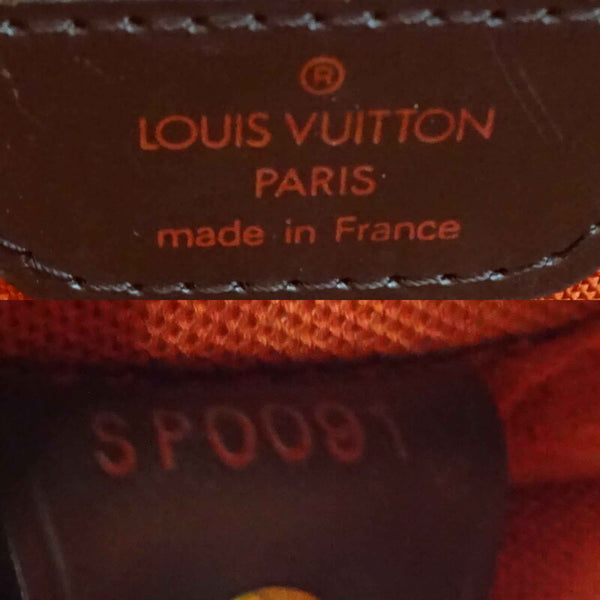 ®
LOUIS VUITTON
PARIS
made in France
SP0091